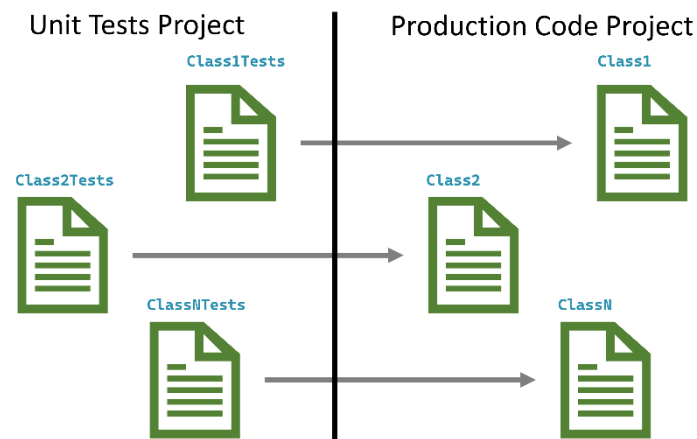 Unit Tests Project
Production Code Project
Class1Tests
Class1
Class2Tests
Class2
ClassNTests
ClassN